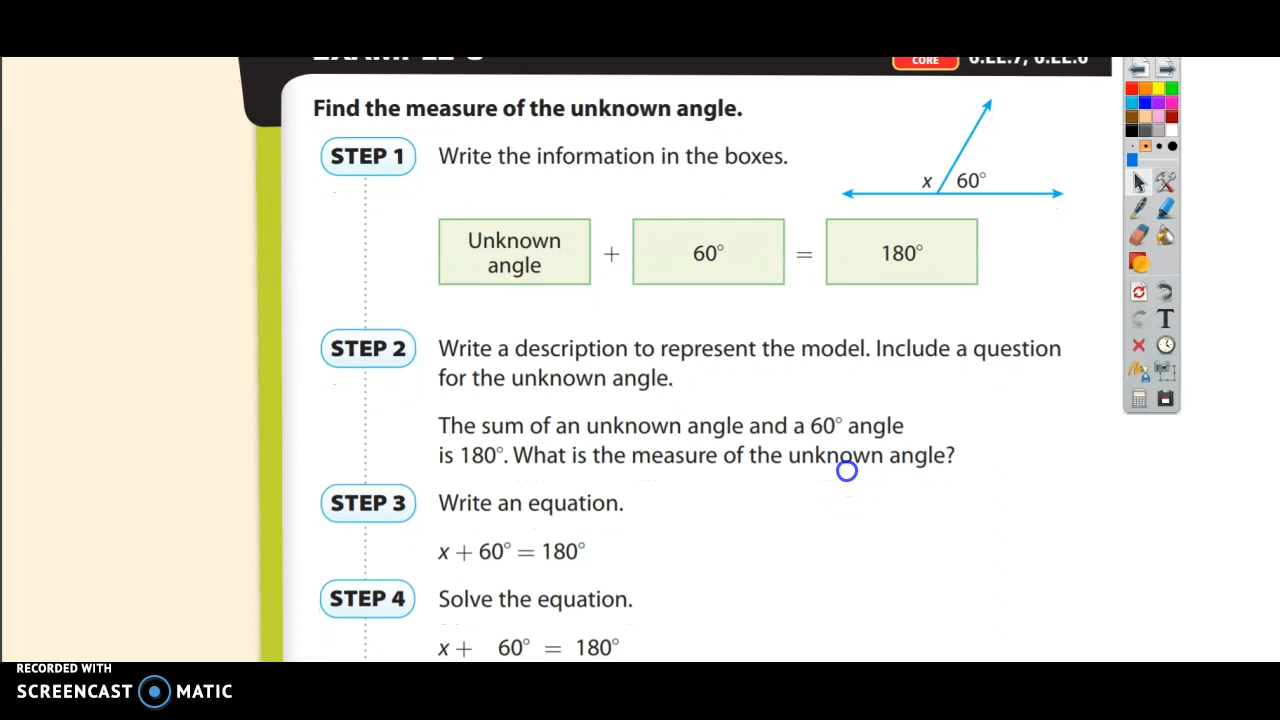 CORE
Find the measure of the unknown angle.
STEP 1 Write the information in the boxes.
x 60°
Unknown
angle
+ 60° = 180°
STEP 2 Write a description to represent the model. Include a question
for the unknown angle.
The sum of an unknown angle and a 60° angle
is 180°. What is the measure of the unknown angle?
STEP 3 Write an equation.
x + 60° = 180°
STEP 4 Solve the equation.
x + 60° = 180°
T
RECORDED WITH
SCREENCAST MATIC